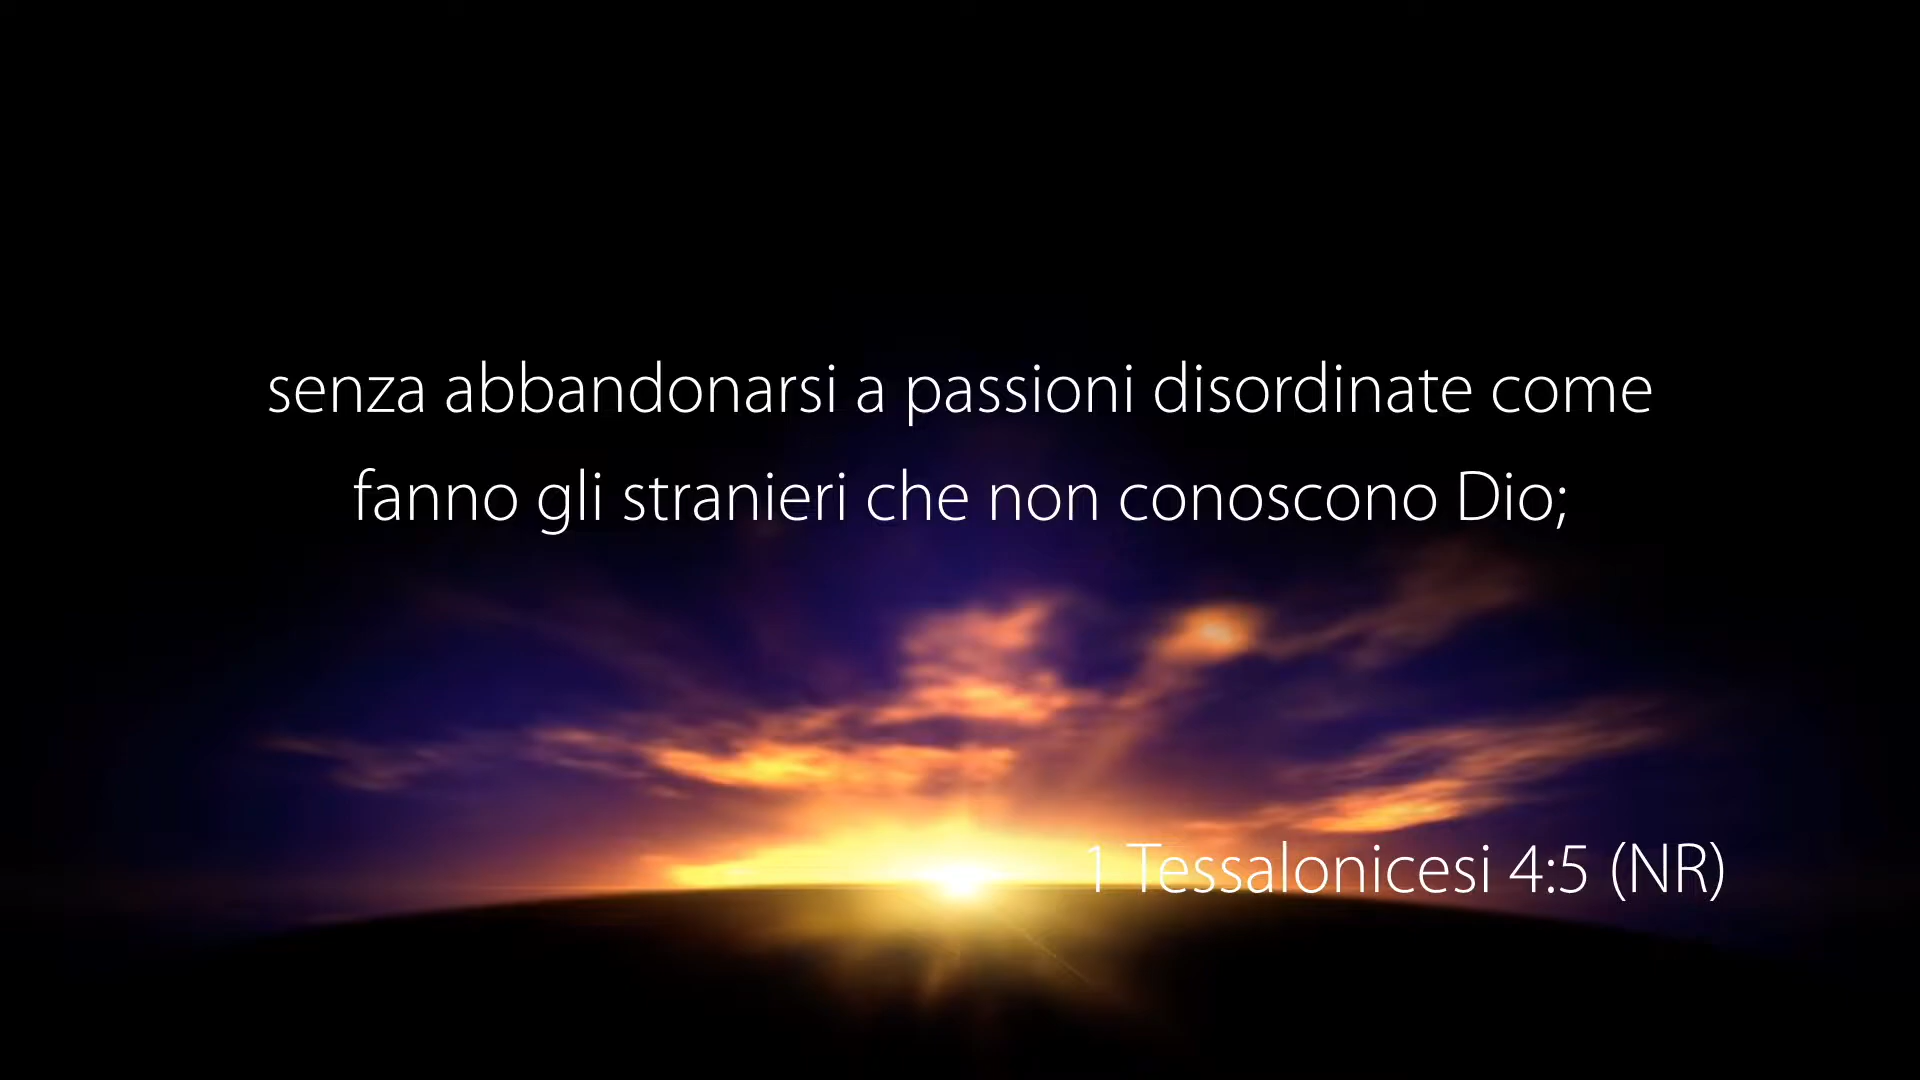 senza abbandonarsi a passioni disordinate come
fanno gli stranieri che non conoscono Dio;
1 Tessalonicesi 4:5 (NR)